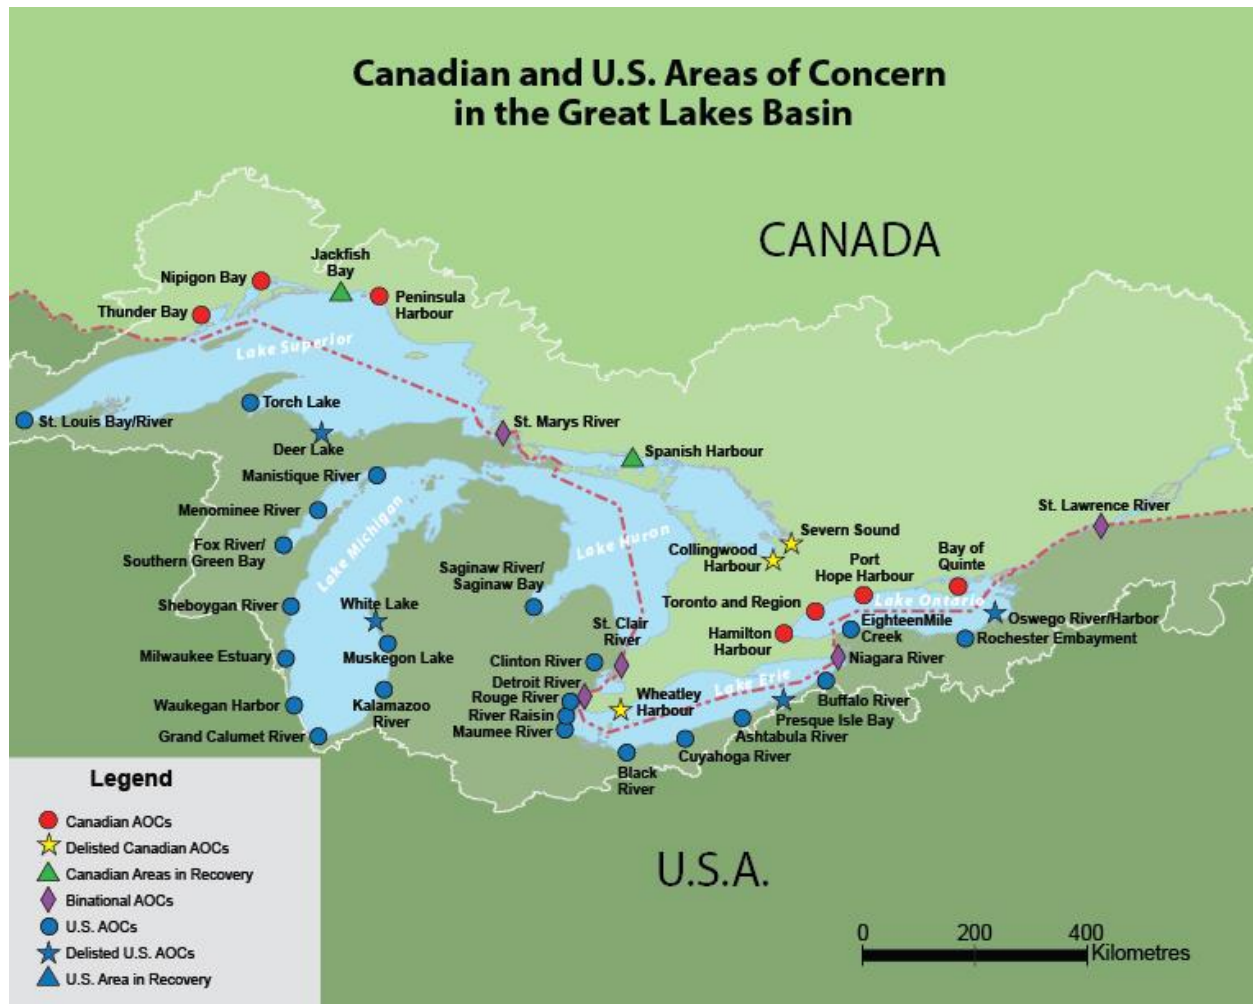 Canadian and U.S. Areas of Concern
in the Great Lakes Basin
CANADA
Jackfish
Bay
Nipigon Bay
Thunder Bay
Peninsula
Harbour
Lake Superior
Torch Lake
St. Louis Bay/River
Deer Lake
St. Marys River
Spanish Harbour
Manistique River
Menominee River
Fox River/
Southern Green Bay
Lake Michigan
Lake Huron
Saginaw River/
Saginaw Bay
Collingwood
Harbour
Severn Sound
St. Lawrence River
Port
Hope Harbour
Bay of
Quinte
Sheboygan River
White Lake
St. Clair
River
Toronto and Region
Lake Ontario
Hamilton
Harbour
EighteenMile
Creek
Oswego River/Harbor
Rochester Embayment
Milwaukee Estuary
Muskegon Lake
Clinton River
Niagara River
Detroit River
Rouge River
River Raisin
Maumee River
Wheatley
Harbour
Lake Erie
Buffalo River
Presque Isle Bay
Ashtabula River
Cuyahoga River
Black
River
Waukegan Harbor
Kalamazoo
River
Grand Calumet River
Legend
Canadian AOCs
Delisted Canadian AOCs
Canadian Areas in Recovery
Binational AOCs
U.S. AOCs
Delisted U.S. AOCs
U.S. Area in Recovery
U.S.A.
0 200 400
Kilometres